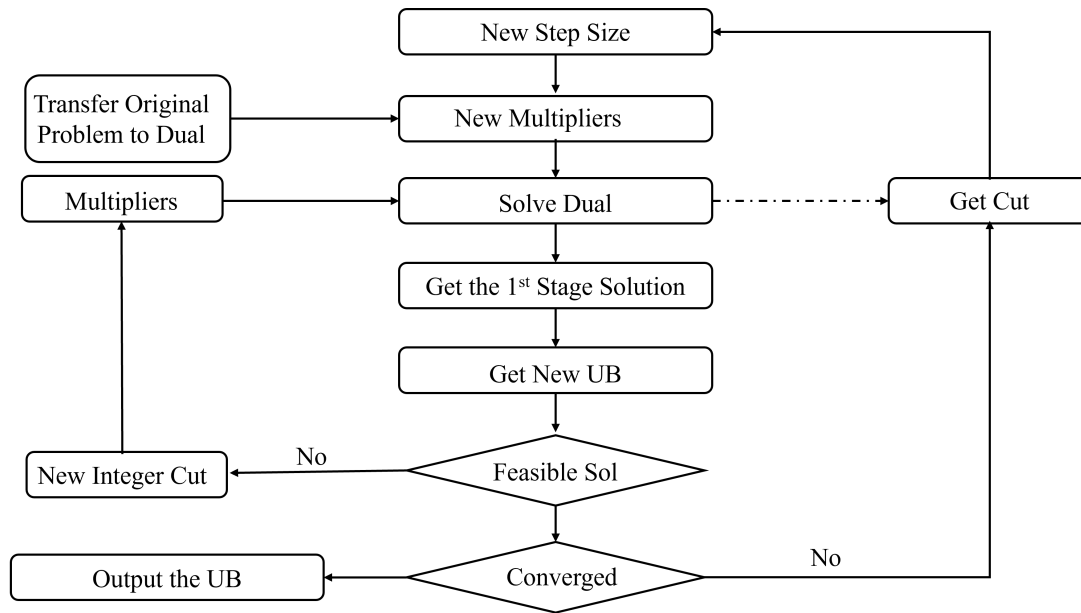 New Step Size
Transfer Original
Problem to Dual
New Multipliers
Multipliers
Solve Dual
Get Cut
Get the 1st Stage Solution
Get New UB
No
New Integer Cut
Feasible Sol
No
Output the UB
Converged